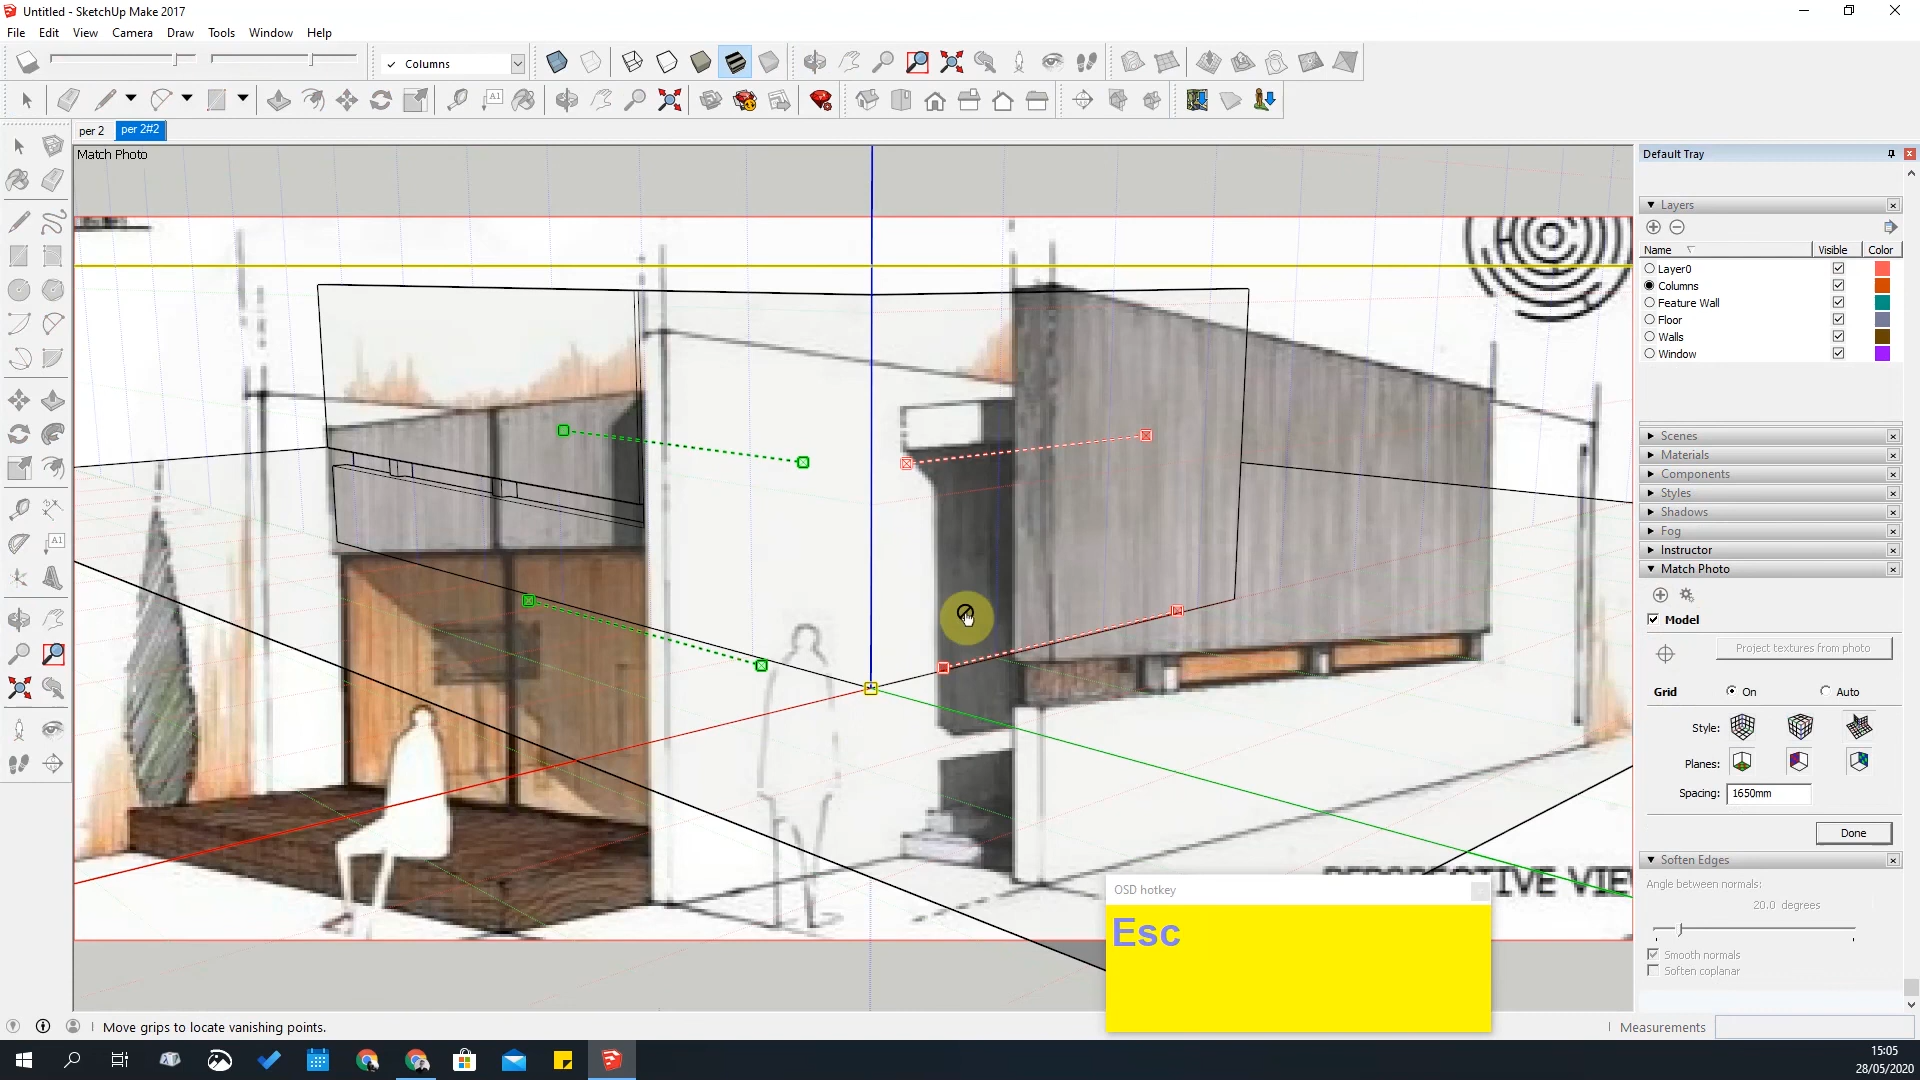 Untitled - SketchUp Make 2017
File Edit View Camera Draw Tools Window Help
Columns
A1
per 2 per 2#2
Match Photo
A1
Default Tray
Layers
Name Visible Color
Layer0
Columns
Feature Wall
Floor
Walls
Window
Scenes
Materials
Components
Styles
Shadows
Fog
Instructor
Match Photo
Model
Project textures from photo
Grid On Auto
Style:
Planes:
Spacing: 1650mm
Done
Soften Edges
Angle between normals:
20.0 degrees
Smooth normals
Soften coplanar
OSD hotkey
Esc
Move grips to locate vanishing points.
Measurements
15:05
28/05/2020